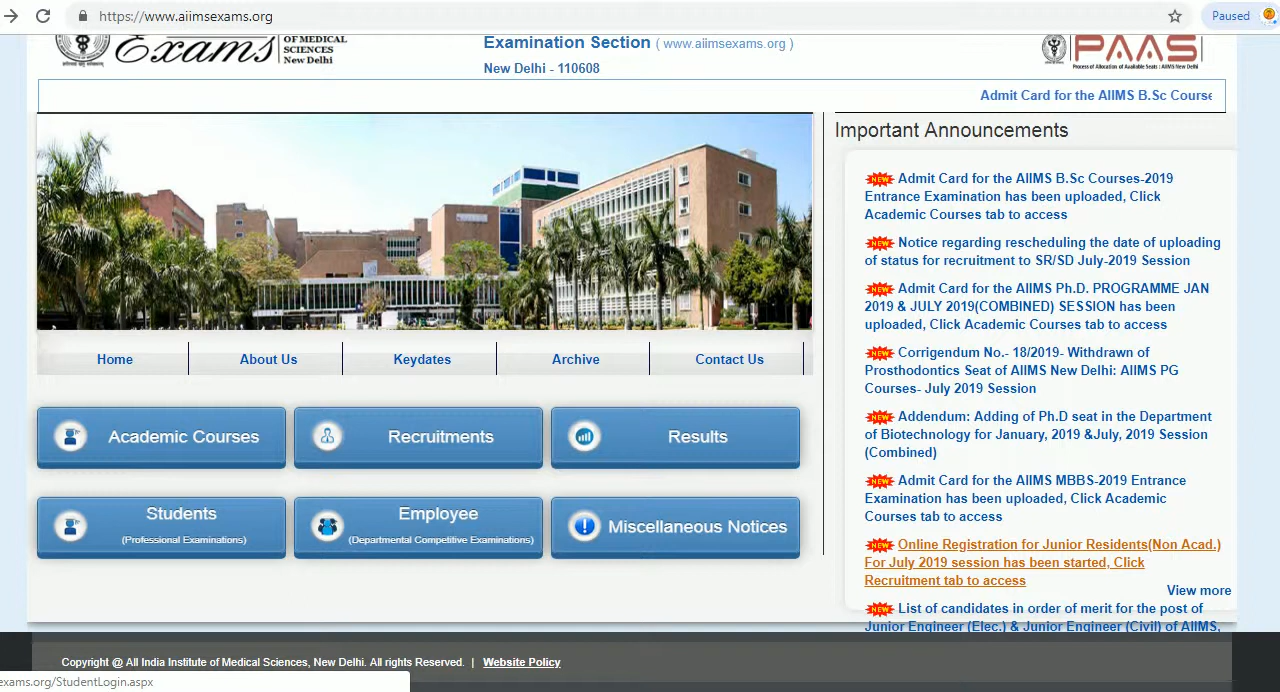 https://www.aiimsexams.org
Paused
Exams
OF MEDICAL
SCIENCES
New Delhi
Examination Section ( www.aiimsexams.org )
New Delhi - 110608
PAAS
Process of Allocation of Available Seats : AIIMS New Delhi
Admit Card for the AIIMS B.Sc Course
Important Announcements
NEW Admit Card for the AIIMS B.Sc Courses-2019
Entrance Examination has been uploaded, Click
Academic Courses tab to access
NEW Notice regarding rescheduling the date of uploading
of status for recruitment to SR/SD July-2019 Session
NEW Admit Card for the AIIMS Ph.D. PROGRAMME JAN
2019 & JULY 2019(COMBINED) SESSION has been
uploaded, Click Academic Courses tab to access
NEW Corrigendum No.- 18/2019- Withdrawn of
Prosthodontics Seat of AIIMS New Delhi: AIIMS PG
Courses- July 2019 Session
NEW Addendum: Adding of Ph.D seat in the Department
of Biotechnology for January, 2019 &July, 2019 Session
(Combined)
NEW Admit Card for the AIIMS MBBS-2019 Entrance
Examination has been uploaded, Click Academic
Courses tab to access
NEW Online Registration for Junior Residents(Non Acad.)
For July 2019 session has been started, Click
Recruitment tab to access
View more
NEW List of candidates in order of merit for the post of
Junior Engineer (Elec.) & Junior Engineer (Civil) of AIIMS,
Home
About Us
Keydates
Archive
Contact Us
Academic Courses
Recruitments
Results
Students
(Professional Examinations)
Employee
(Departmental Competitive Examinations)
Miscellaneous Notices
Copyright @ All India Institute of Medical Sciences, New Delhi. All rights Reserved. | Website Policy
exams.org/StudentLogin.aspx